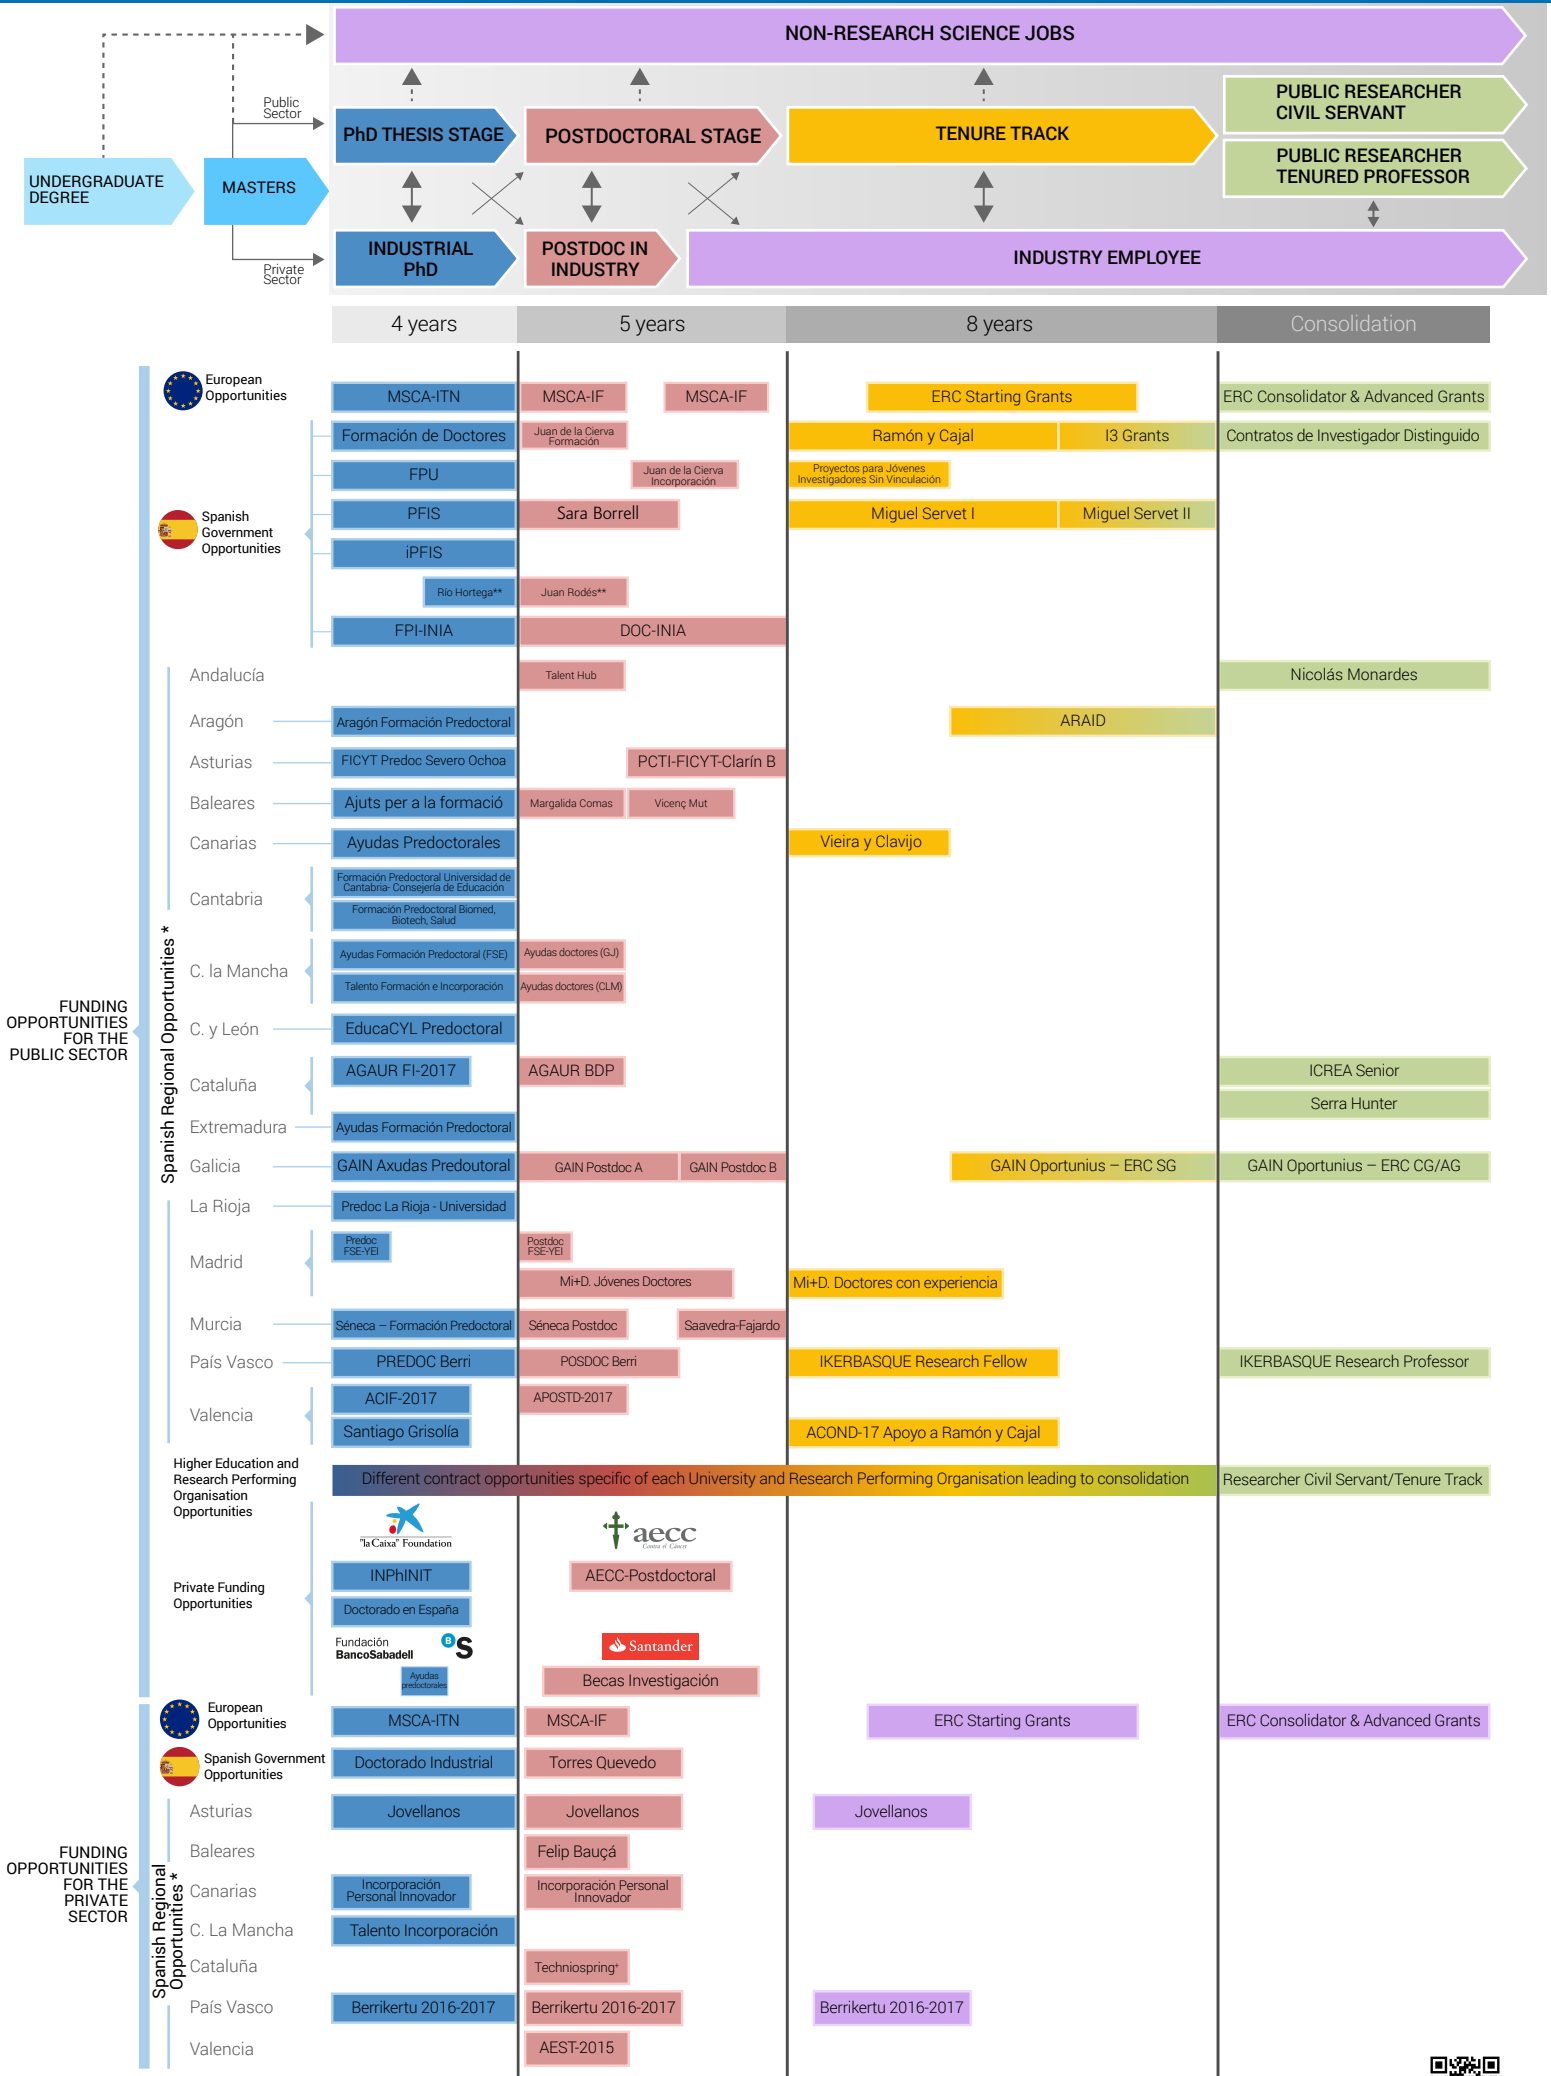 NON-RESEARCH SCIENCE JOBS
Public
Sector
PhD THESIS STAGE
POSTDOCTORAL STAGE
TENURE TRACK
PUBLIC RESEARCHER
CIVIL SERVANT
PUBLIC RESEARCHER
TENURED PROFESSOR
UNDERGRADUATE
DEGREE
MASTERS
INDUSTRIAL
PhD
POSTDOC IN
INDUSTRY
INDUSTRY EMPLOYEE
Private
Sector
4 years
5 years
8 years
Consolidation
FUNDING
OPPORTUNITIES
FOR THE
PUBLIC SECTOR
European
Opportunities
MSCA-ITN
MSCA-IF
MSCA-IF
ERC Starting Grants
ERC Consolidator & Advanced Grants
Spanish
Government
Opportunities
Formación de Doctores
Juan de la Cierva
Formación
Ramón y Cajal
I3 Grants
Contratos de Investigador Distinguido
FPU
Juan de la Cierva
Incorporación
Proyectos para Jóvenes
Investigadores Sin Vinculación
PFIS
Sara Borrell
Miguel Servet I
Miguel Servet II
iPFIS
Río Hortega**
Juan Rodés**
FPI-INIA
DOC-INIA
Spanish Regional Opportunities *
Andalucía
Talent Hub
Nicolás Monardes
Aragón
Aragón Formación Predoctoral
ARAID
Asturias
FICYT Predoc Severo Ochoa
PCTI-FICYT-Clarín B
Baleares
Ajuts per a la formació
Margalida Comas
Vicenç Mut
Canarias
Ayudas Predoctorales
Vieira y Clavijo
Cantabria
Formación Predoctoral Universidad de
Cantabria- Consejería de Educación
Formación Predoctoral Biomed,
Biotech, Salud
C. la Mancha
Ayudas Formación Predoctoral (FSE)
Ayudas doctores (GJ)
Talento Formación e Incorporación
Ayudas doctores (CLM)
C. y León
EducaCYL Predoctoral
Cataluña
AGAUR FI-2017
AGAUR BDP
ICREA Senior
Serra Hunter
Extremadura
Ayudas Formación Predoctoral
Galicia
GAIN Axudas Predoutoral
GAIN Postdoc A
GAIN Postdoc B
GAIN Oportunius – ERC SG
GAIN Oportunius – ERC CG/AG
La Rioja
Predoc La Rioja - Universidad
Madrid
Predoc
FSE-YEI
Postdoc
FSE-YEI
Mi+D. Jóvenes Doctores
Mi+D. Doctores con experiencia
Murcia
Séneca – Formación Predoctoral
Séneca Postdoc
Saavedra-Fajardo
País Vasco
PREDOC Berri
POSDOC Berri
IKERBASQUE Research Fellow
IKERBASQUE Research Professor
Valencia
ACIF-2017
APOSTD-2017
Santiago Grisolía
ACOND-17 Apoyo a Ramón y Cajal
Higher Education and
Research Performing
Organisation
Opportunities
Different contract opportunities specific of each University and Research Performing Organisation leading to consolidation
Researcher Civil Servant/Tenure Track
Private Funding
Opportunities
"la Caixa" Foundation
aecc
Contra el Cáncer
INPhINIT
AECC-Postdoctoral
Doctorado en España
Fundación
BancoSabadell
B S
Santander
Ayudas
predoctorales
Becas Investigación
FUNDING
OPPORTUNITIES
FOR THE
PRIVATE
SECTOR
European
Opportunities
MSCA-ITN
MSCA-IF
ERC Starting Grants
ERC Consolidator & Advanced Grants
Spanish Government
Opportunities
Doctorado Industrial
Torres Quevedo
Spanish Regional
Opportunities *
Asturias
Jovellanos
Jovellanos
Jovellanos
Baleares
Felip Bauçá
Canarias
Incorporación
Personal Innovador
Incorporación Personal
Innovador
C. La Mancha
Talento Incorporación
Cataluña
Techniospring+
País Vasco
Berrikertu 2016-2017
Berrikertu 2016-2017
Berrikertu 2016-2017
Valencia
AEST-2015